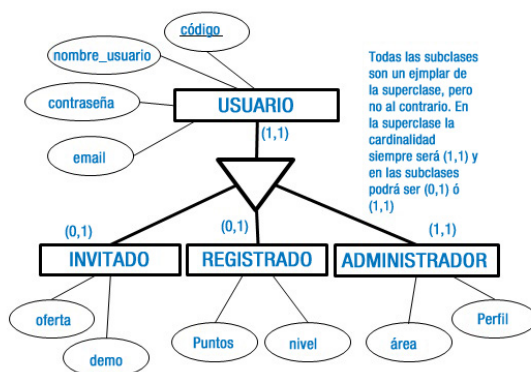 código
nombre_usuario
contraseña
email
USUARIO
(1,1)
Todas las subclases
son un ejmplar de
la superclase, pero
no al contrario. En
la superclase la
cardinalidad
siempre será (1,1) y
en las subclases
podrá ser (0,1) ó
(1,1)
(0,1)
(0,1)
(1,1)
INVITADO
REGISTRADO
ADMINISTRADOR
oferta
demo
Puntos
nivel
área
Perfil